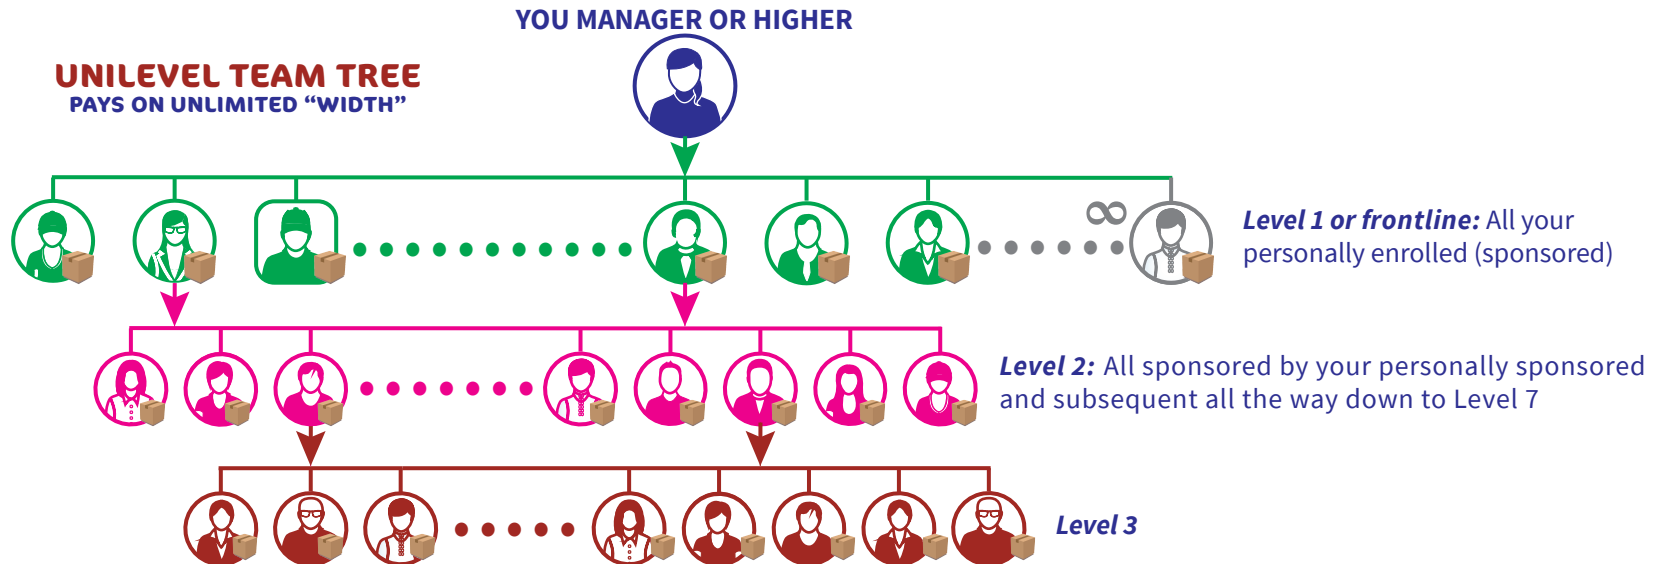 YOU MANAGER OR HIGHER
UNILEVEL TEAM TREE
PAYS ON UNLIMITED “WIDTH”
∞
Level 1 or frontline: All your
personally enrolled (sponsored)
Level 2: All sponsored by your personally sponsored
and subsequent all the way down to Level 7
Level 3